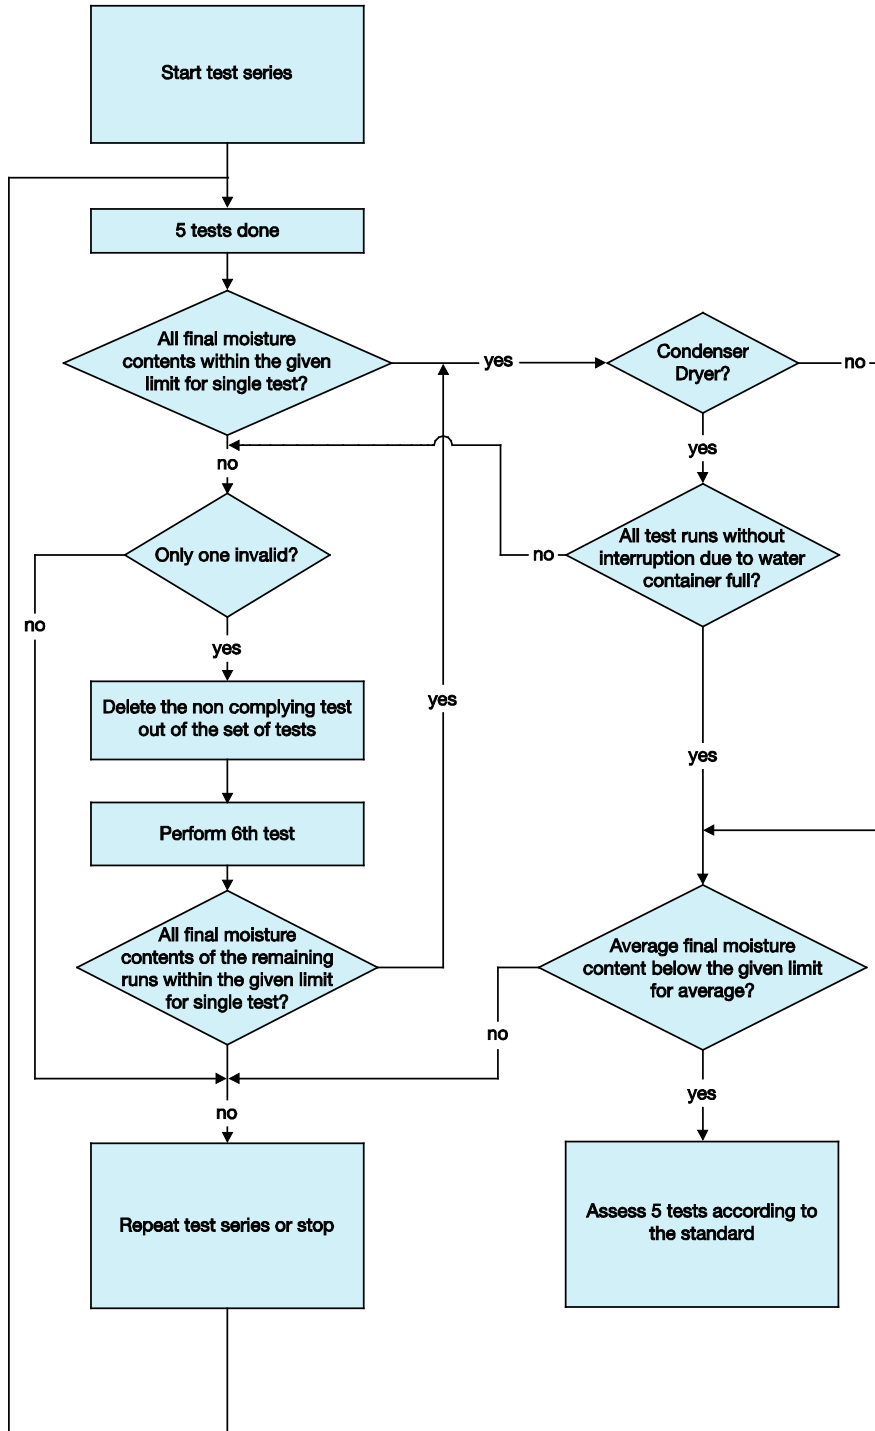 Start test series
5 tests done
All final moisture
contents within the given
limit for single test?
yes
Condenser
Dryer?
no
yes
no
Only one invalid?
no
All test runs without
interruption due to water
container full?
no
yes
Delete the non complying test
out of the set of tests
yes
yes
Perform 6th test
All final moisture
contents of the remaining
runs within the given limit
for single test?
Average final moisture
content below the given limit
for average?
no
yes
no
Repeat test series or stop
Assess 5 tests according to
the standard